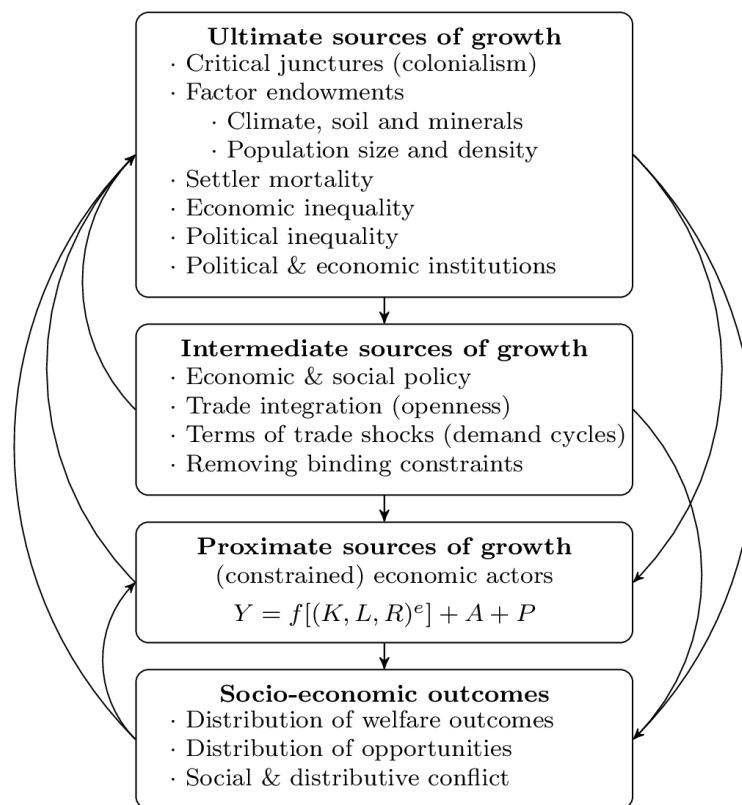 Ultimate sources of growth
· Critical junctures (colonialism)
· Factor endowments
· Climate, soil and minerals
· Population size and density
· Settler mortality
· Economic inequality
· Political inequality
· Political & economic institutions
Intermediate sources of growth
· Economic & social policy
· Trade integration (openness)
· Terms of trade shocks (demand cycles)
· Removing binding constraints
Proximate sources of growth
(constrained) economic actors
Y = f[(K, L, R)^e] + A + P
Socio-economic outcomes
· Distribution of welfare outcomes
· Distribution of opportunities
· Social & distributive conflict